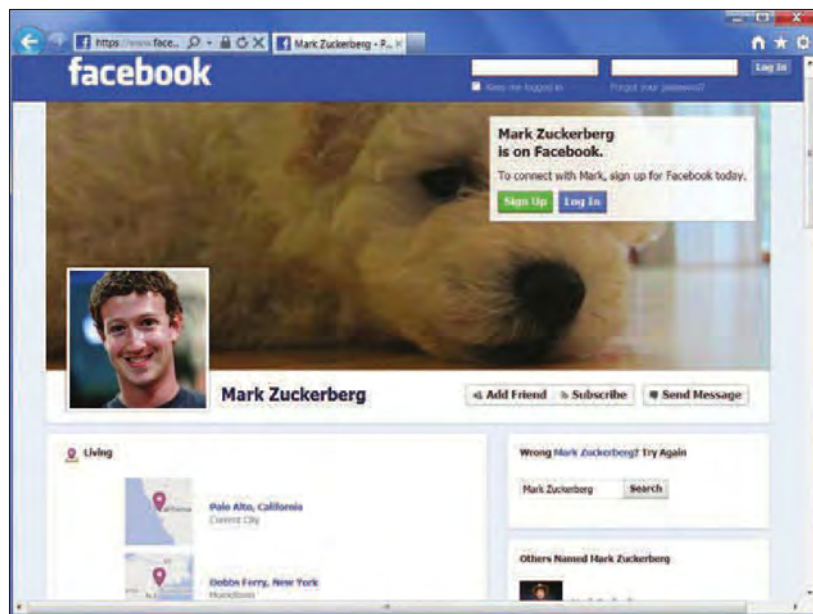 https://www.face...
Mark Zuckerberg - F...
facebook
Log In
Keep me logged in
Forgot your password?
Mark Zuckerberg
is on Facebook.
To connect with Mark, sign up for Facebook today.
Sign Up Log In
Mark Zuckerberg
Add Friend Subscribe Send Message
Living
Palo Alto, California
Current City
Dobbs Ferry, New York
Hometown
Wrong Mark Zuckerberg? Try Again
Mark Zuckerberg Search
Others Named Mark Zuckerberg